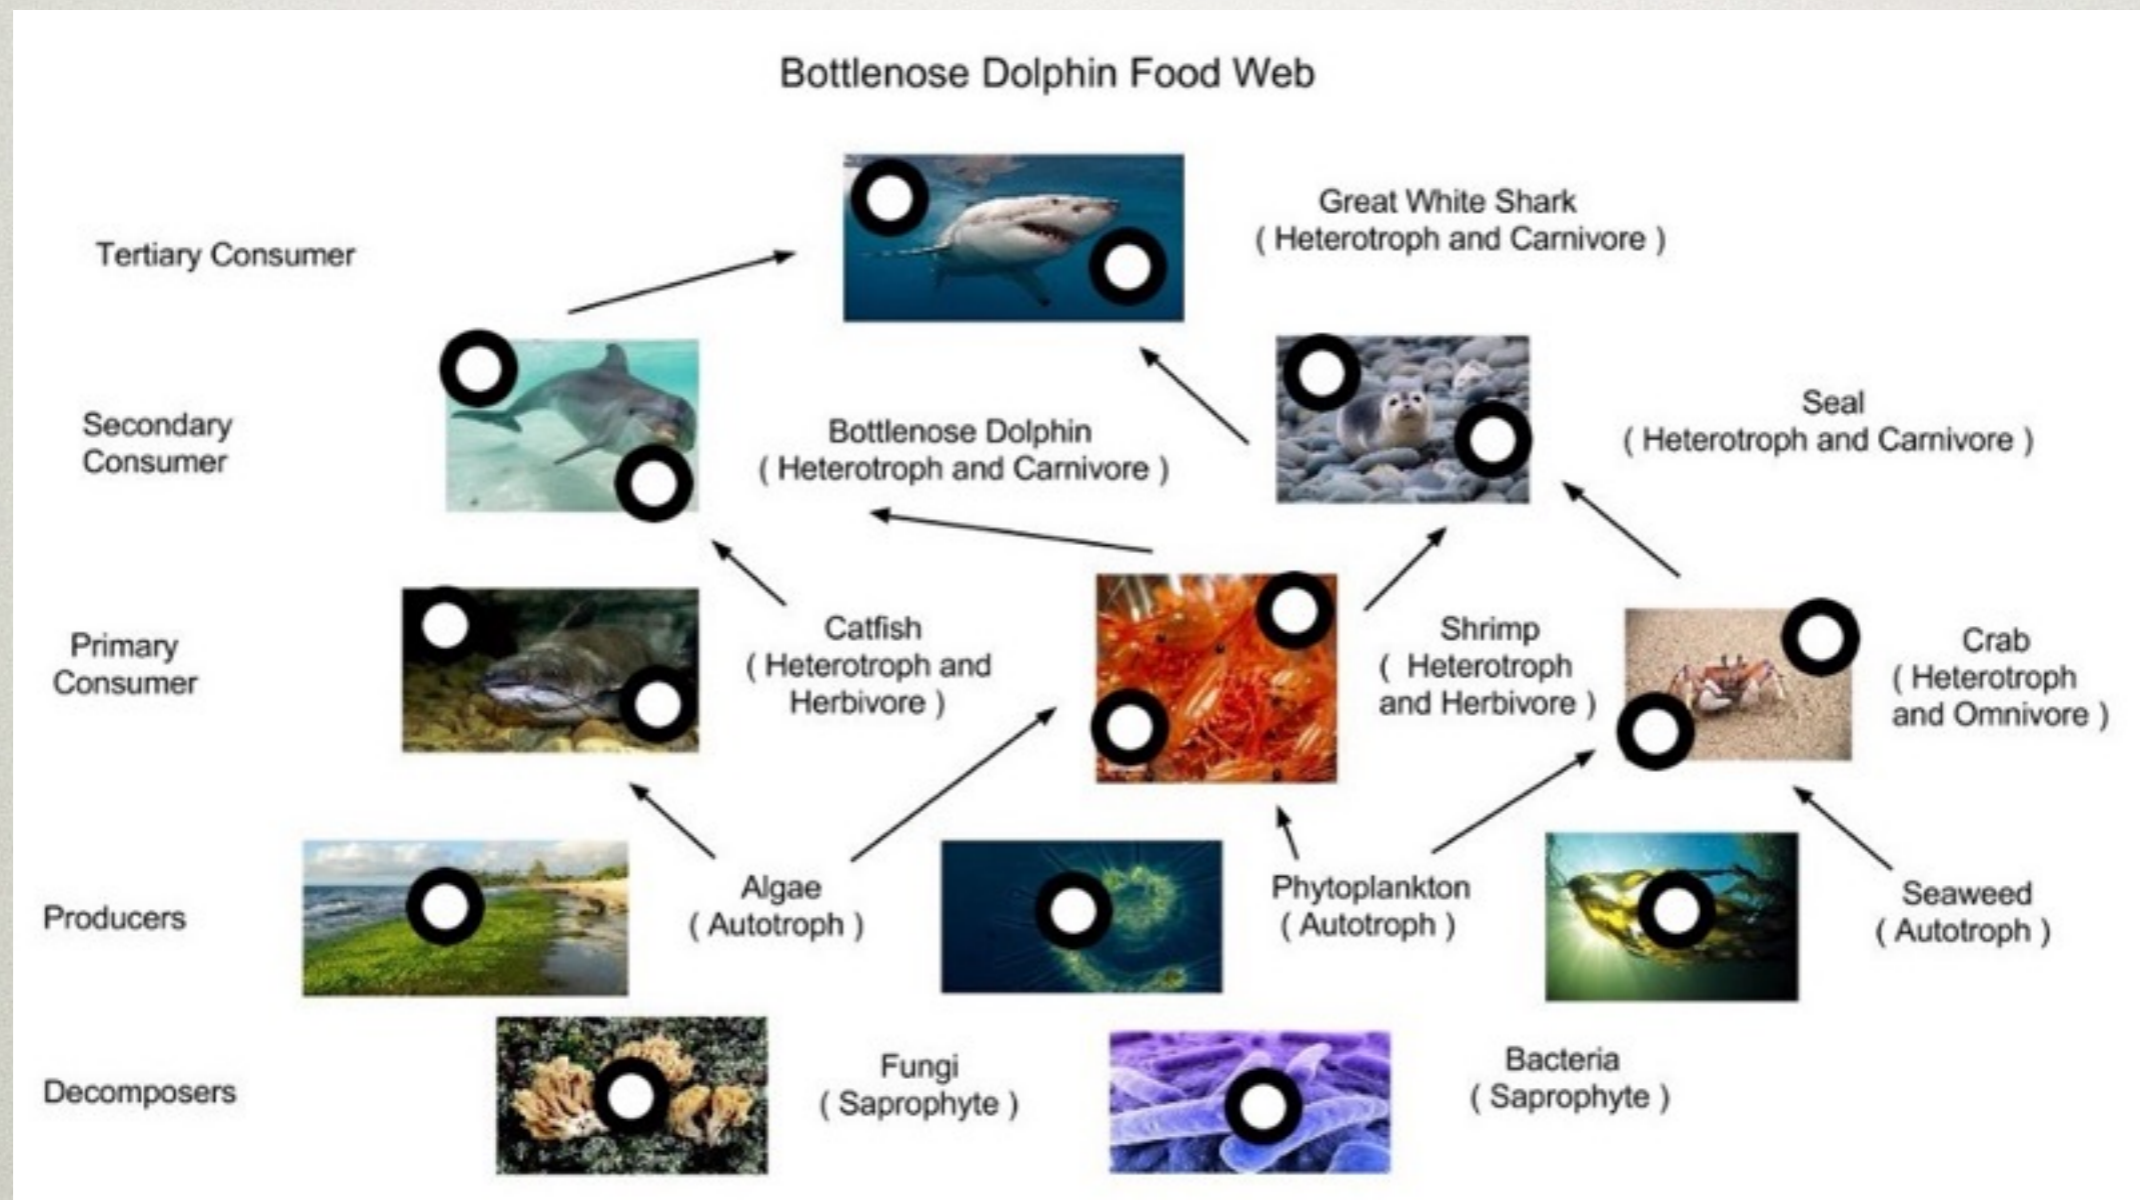 Bottlenose Dolphin Food Web
Tertiary Consumer
Great White Shark
( Heterotroph and Carnivore )
Secondary
Consumer
Bottlenose Dolphin
( Heterotroph and Carnivore )
Seal
( Heterotroph and Carnivore )
Primary
Consumer
Catfish
( Heterotroph and
Herbivore )
Shrimp
( Heterotroph
and Herbivore )
Crab
( Heterotroph
and Omnivore )
Producers
Algae
( Autotroph )
Phytoplankton
( Autotroph )
Seaweed
( Autotroph )
Decomposers
Fungi
( Saprophyte )
Bacteria
( Saprophyte )